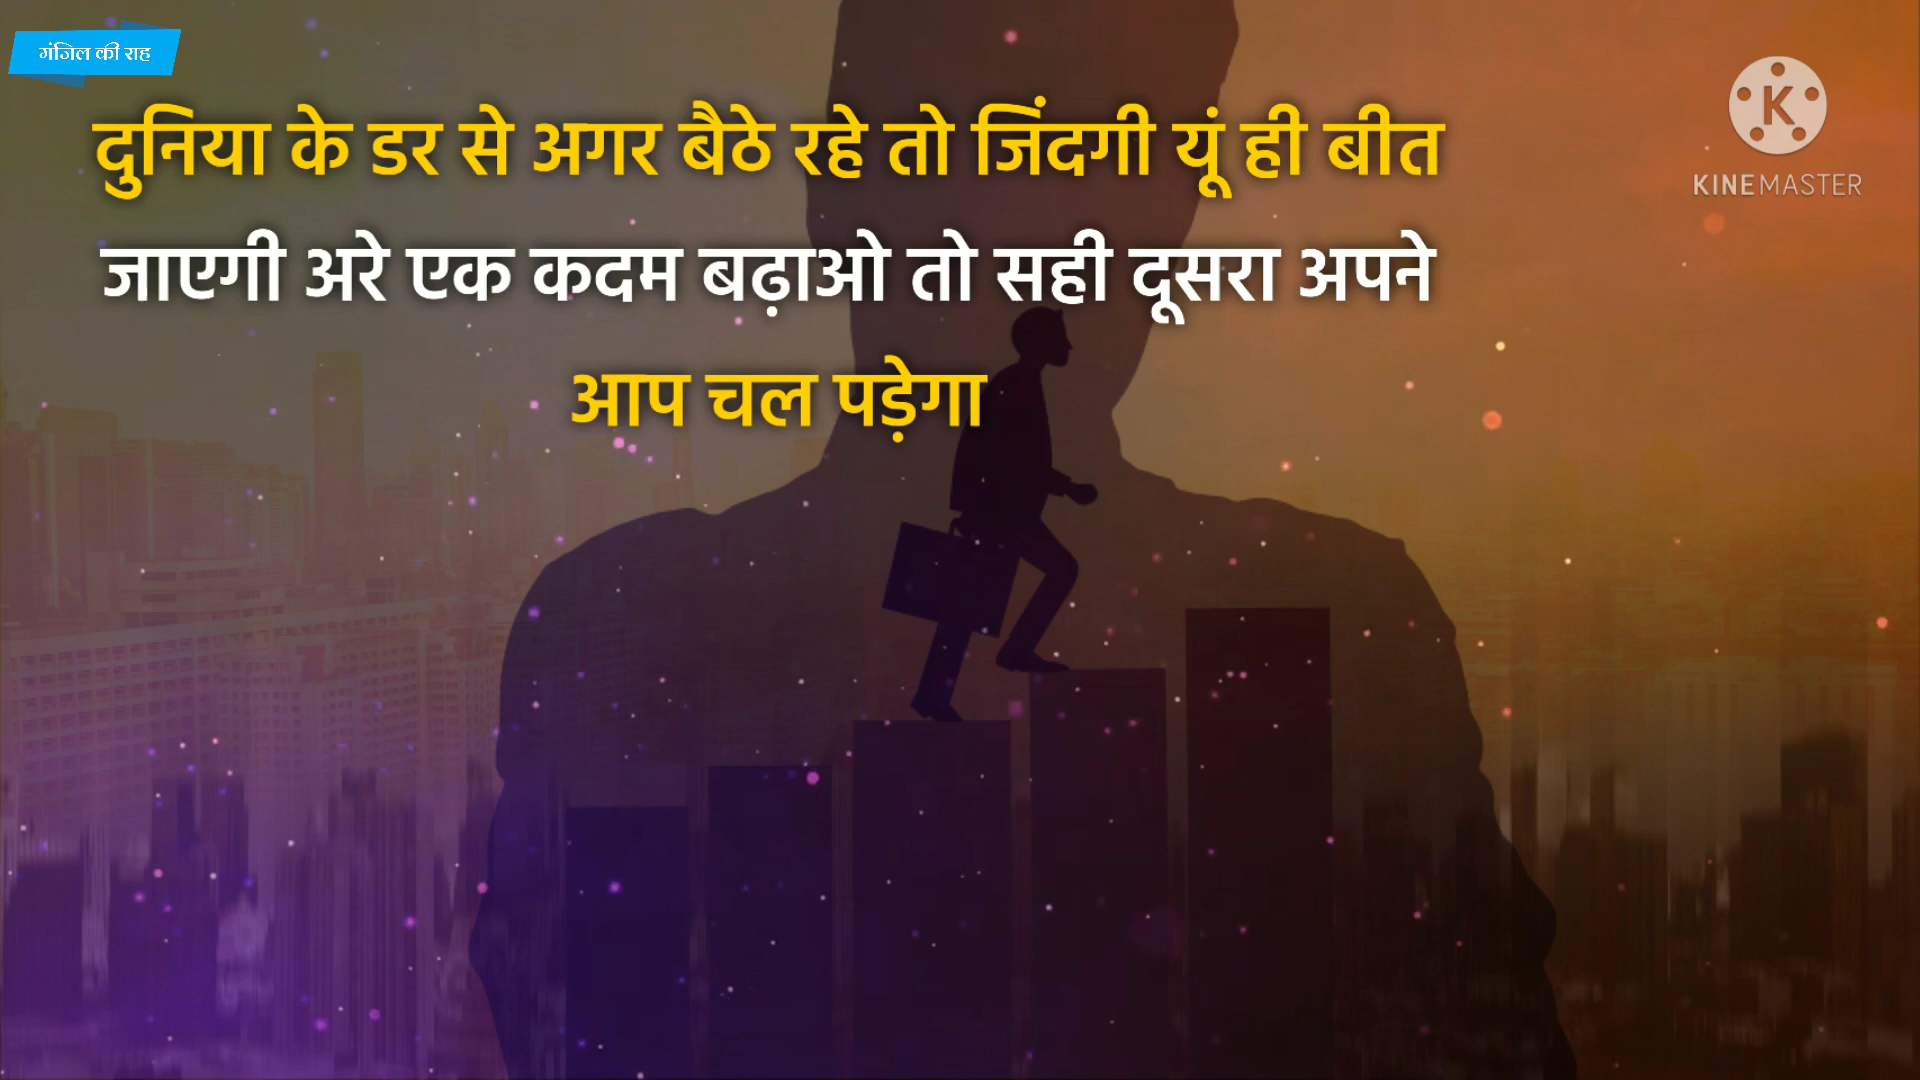 गंजिल की राह
दुनिया के डर से अगर बैठे रहे तो जिंदगी यूं ही बीत
जाएगी अरे एक कदम बढ़ाओ तो सही दूसरा अपने
आप चल पड़ेगा
K
KINEMASTER